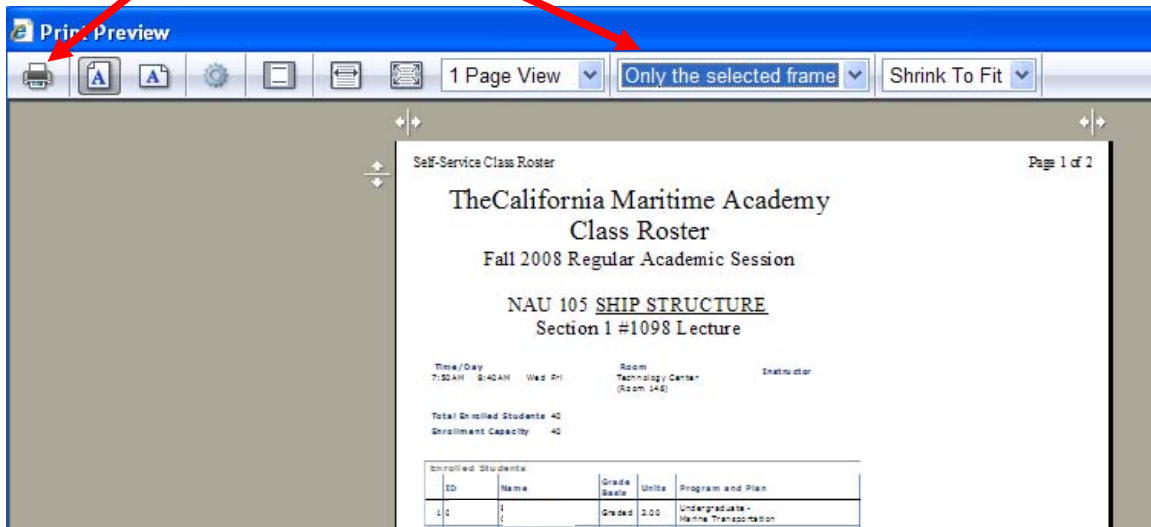 Print Preview
1 Page View Only the selected frame Shrink To Fit
Self-Service Class Roster Page 1 of 2
TheCalifornia Maritime Academy
Class Roster
Fall 2008 Regular Academic Session
NAU 105 SHIP STRUCTURE
Section 1 #1098 Lecture
Time/Day Room Instructor
7:30AM 8:40AM Wed Fri Technology Center
(Room 146)
Total Enrolled Students 40
Enrollment Capacity 40
Enrolled Students
ID Name Grade Basis Units Program and Plan
1 Graded 2.00 Undergraduate -
Marine Transportation